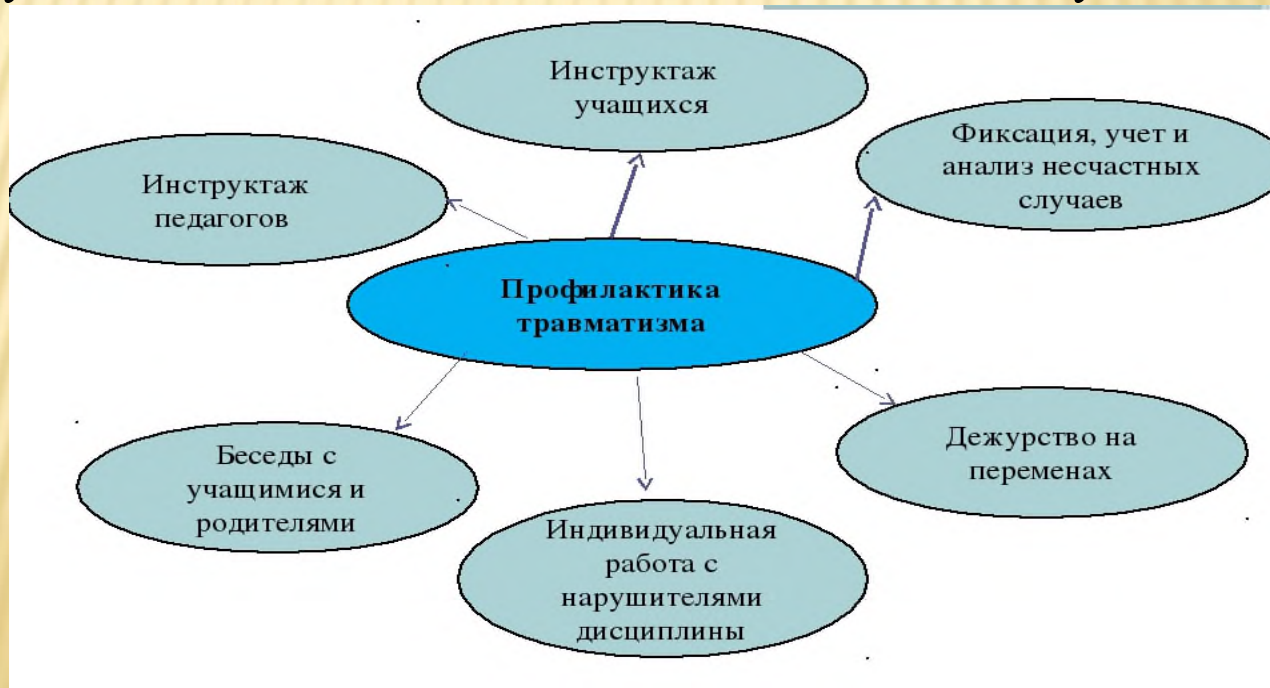 Инструктаж
учащихся
Фиксация, учет и
анализ несчастных
случаев
Инструктаж
педагогов
Профилактика
травматизма
Беседы с
учащимися и
родителями
Индивидуальная
работа с
нарушителями
дисциплины
Дежурство на
переменах